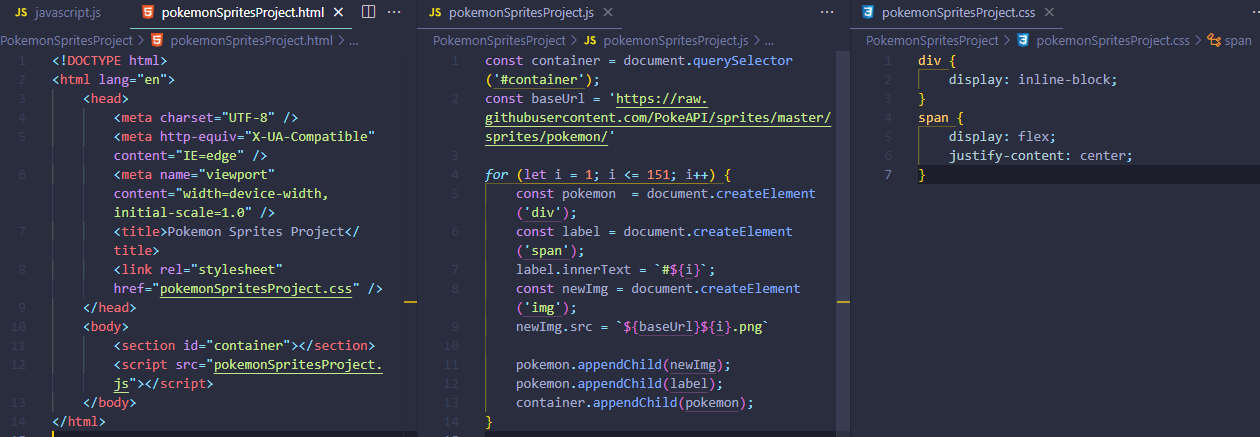 JS javascript.js
pokemonSpritesProject.html ×
JS pokemonSpritesProject.js ×
pokemonSpritesProject.css ×
PokemonSpritesProject > pokemonSpritesProject.html > ...
1 <!DOCTYPE html>
2 <html lang="en">
3 <head>
4 <meta charset="UTF-8" />
5 <meta http-equiv="X-UA-Compatible"
content="IE=edge" />
6 <meta name="viewport"
content="width=device-width,
initial-scale=1.0" />
7 <title>Pokemon Sprites Project</
title>
8 <link rel="stylesheet"
href="pokemonSpritesProject.css" />
9 </head>
10 <body>
11 <section id="container"></section>
12 <script src="pokemonSpritesProject.
js"></script>
13 </body>
14 </html>
PokemonSpritesProject > JS pokemonSpritesProject.js > ...
1 const container = document.querySelector
('#container');
2 const baseUrl = 'https://raw.
githubusercontent.com/PokeAPI/sprites/master/
sprites/pokemon/'
3
4 for (let i = 1; i <= 151; i++) {
5 const pokemon  = document.createElement
('div');
6 const label = document.createElement
('span');
7 label.innerText = `#${i}`;
8 const newImg = document.createElement
('img');
9 newImg.src = `${baseUrl}${i}.png`
10
11 pokemon.appendChild(newImg);
12 pokemon.appendChild(label);
13 container.appendChild(pokemon);
14 }
PokemonSpritesProject > pokemonSpritesProject.css > span
1 div {
2 display: inline-block;
3 }
4 span {
5 display: flex;
6 justify-content: center;
7 }